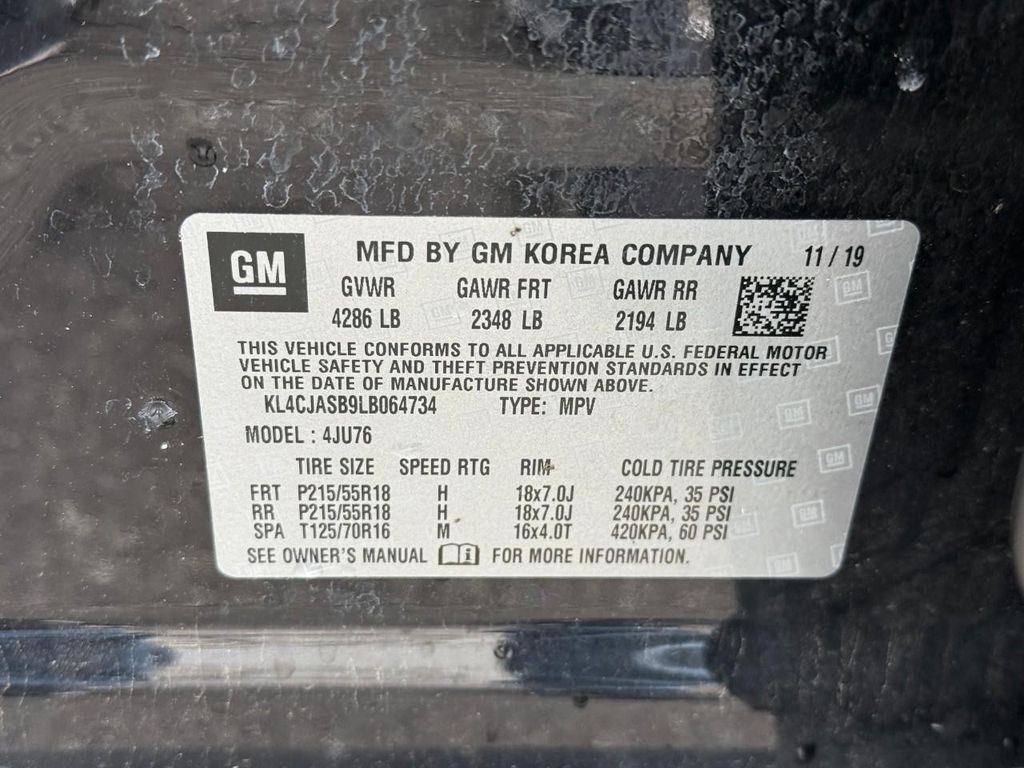 GM
MFD BY GM KOREA COMPANY 11 / 19
GVWR GAWR FRT GAWR RR
4286 LB 2348 LB 2194 LB
THIS VEHICLE CONFORMS TO ALL APPLICABLE U.S. FEDERAL MOTOR
VEHICLE SAFETY AND THEFT PREVENTION STANDARDS IN EFFECT
ON THE DATE OF MANUFACTURE SHOWN ABOVE.
KL4CJASB9LB064734 TYPE: MPV
MODEL : 4JU76
TIRE SIZE SPEED RTG RIM COLD TIRE PRESSURE
FRT P215/55R18 H 18x7.0J 240KPA, 35 PSI
RR P215/55R18 H 18x7.0J 240KPA, 35 PSI
SPA T125/70R16 M 16x4.0T 420KPA, 60 PSI
SEE OWNER'S MANUAL FOR MORE INFORMATION.